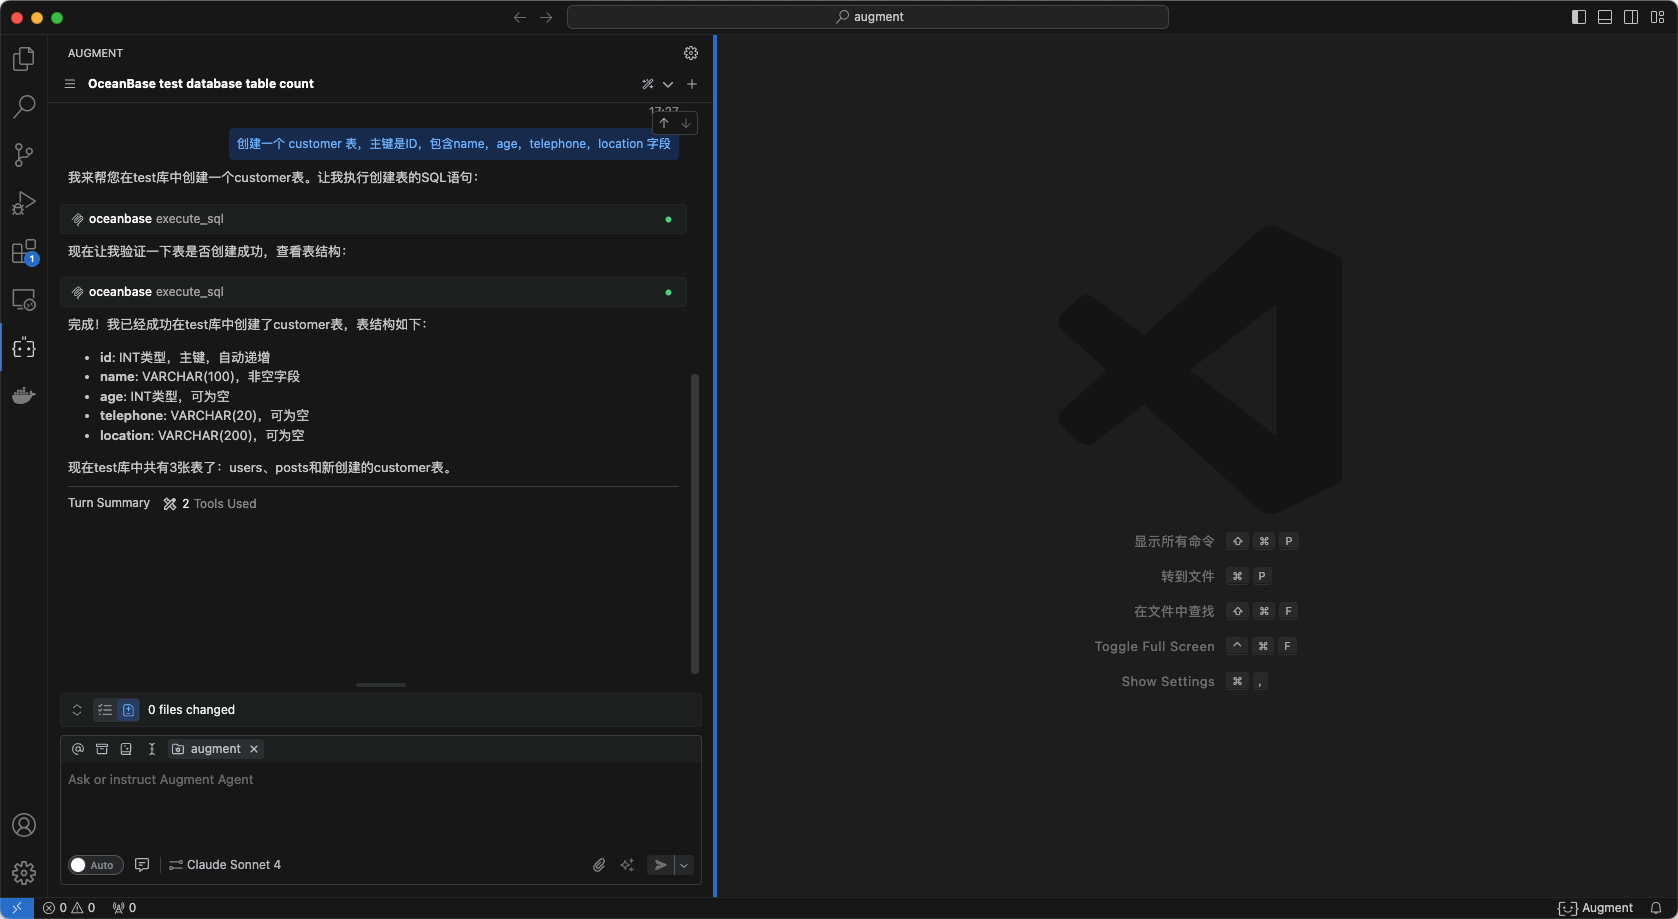 augment
AUGMENT
OceanBase test database table count
创建一个 customer 表，主键是ID，包含name，age，telephone，location 字段
我来帮您在test库中创建一个customer表。让我执行创建表的SQL语句：
oceanbase execute_sql
现在让我验证一下表是否创建成功，查看表结构：
oceanbase execute_sql
完成！我已经成功在test库中创建了customer表，表结构如下：
• id: INT类型，主键，自动递增
• name: VARCHAR(100)，非空字段
• age: INT类型，可为空
• telephone: VARCHAR(20)，可为空
• location: VARCHAR(200)，可为空
现在test库中共有3张表了：users、posts和新创建的customer表。
Turn Summary 2 Tools Used
0 files changed
augment
Ask or instruct Augment Agent
Auto Claude Sonnet 4
1
显示所有命令 ⇧ ⌘ P
转到文件 ⌘ P
在文件中查找 ⇧ ⌘ F
Toggle Full Screen ^ ⌘ F
Show Settings ⌘ ,
0 0 0
Augment